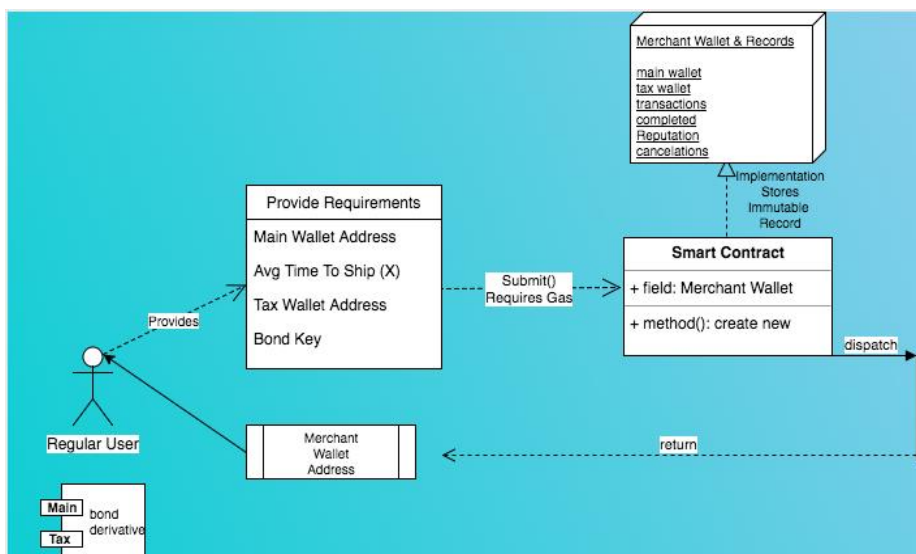 Merchant Wallet & Records
main wallet
tax wallet
transactions
completed
Reputation
cancelations
Implementation
Stores
Immutable
Record
Provide Requirements
Main Wallet Address
Avg Time To Ship (X)
Tax Wallet Address
Bond Key
Submit()
Requires Gas
Smart Contract
+ field: Merchant Wallet
+ method(): create new
dispatch
Provides
Regular User
Merchant
Wallet
Address
return
Main
Tax
bond
derivative